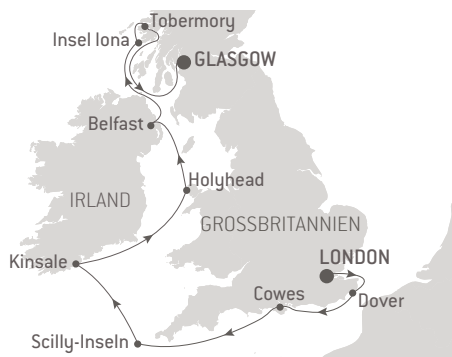 Tobermory
Insel Iona
GLASGOW
Belfast
Holyhead
IRLAND
GROSSBRITANNIEN
Kinsale
LONDON
Cowes
Dover
Scilly-Inseln